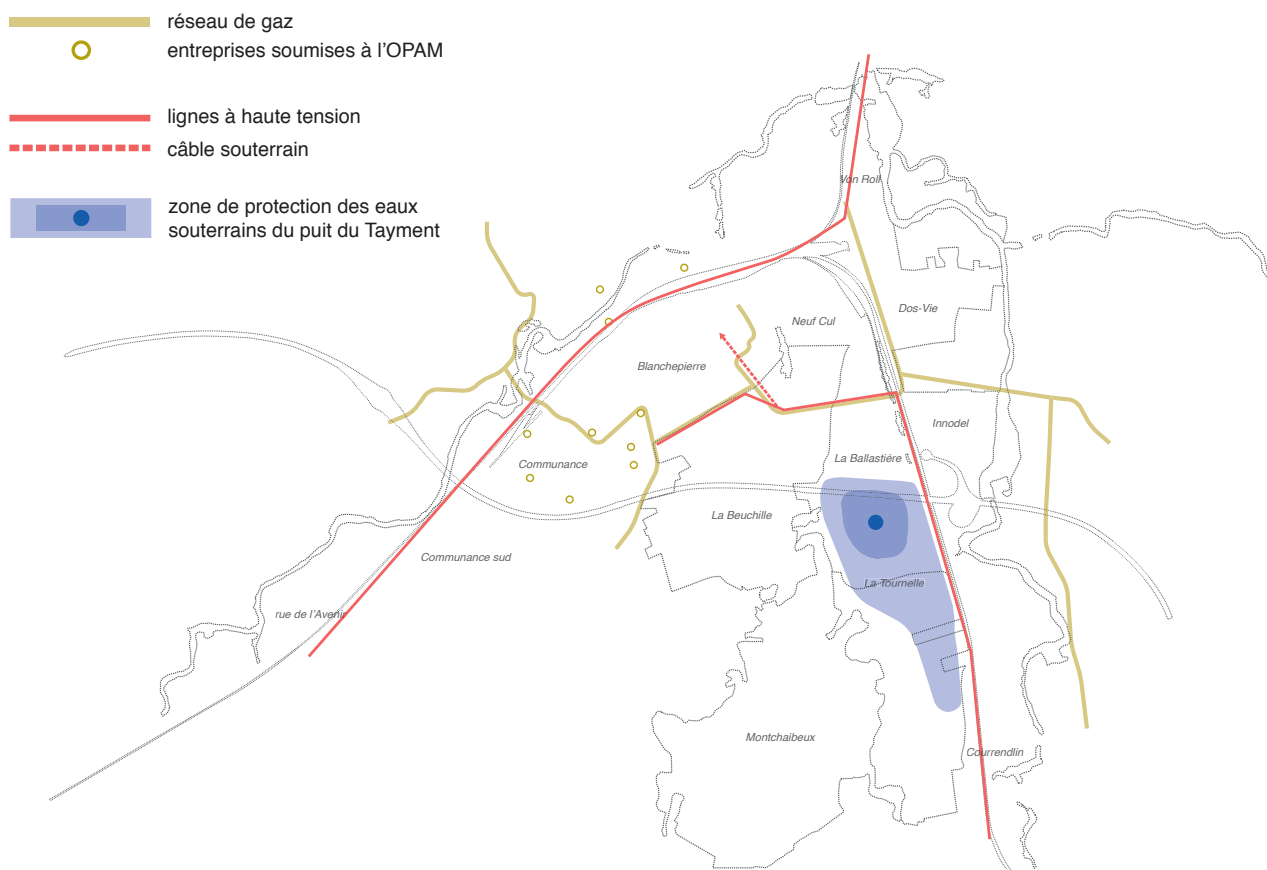 réseau de gaz
entreprises soumises à l'OPAM
lignes à haute tension
câble souterrain
zone de protection des eaux
souterrains du puit du Tayment
Von Roll
Dos-Vie
Neuf Cul
Blanchepierre
Innodel
La Ballastière
Communance
La Beuchille
Communance sud
La Tournelle
rue de l'Avenir
Montchaibeux
Courrendlin